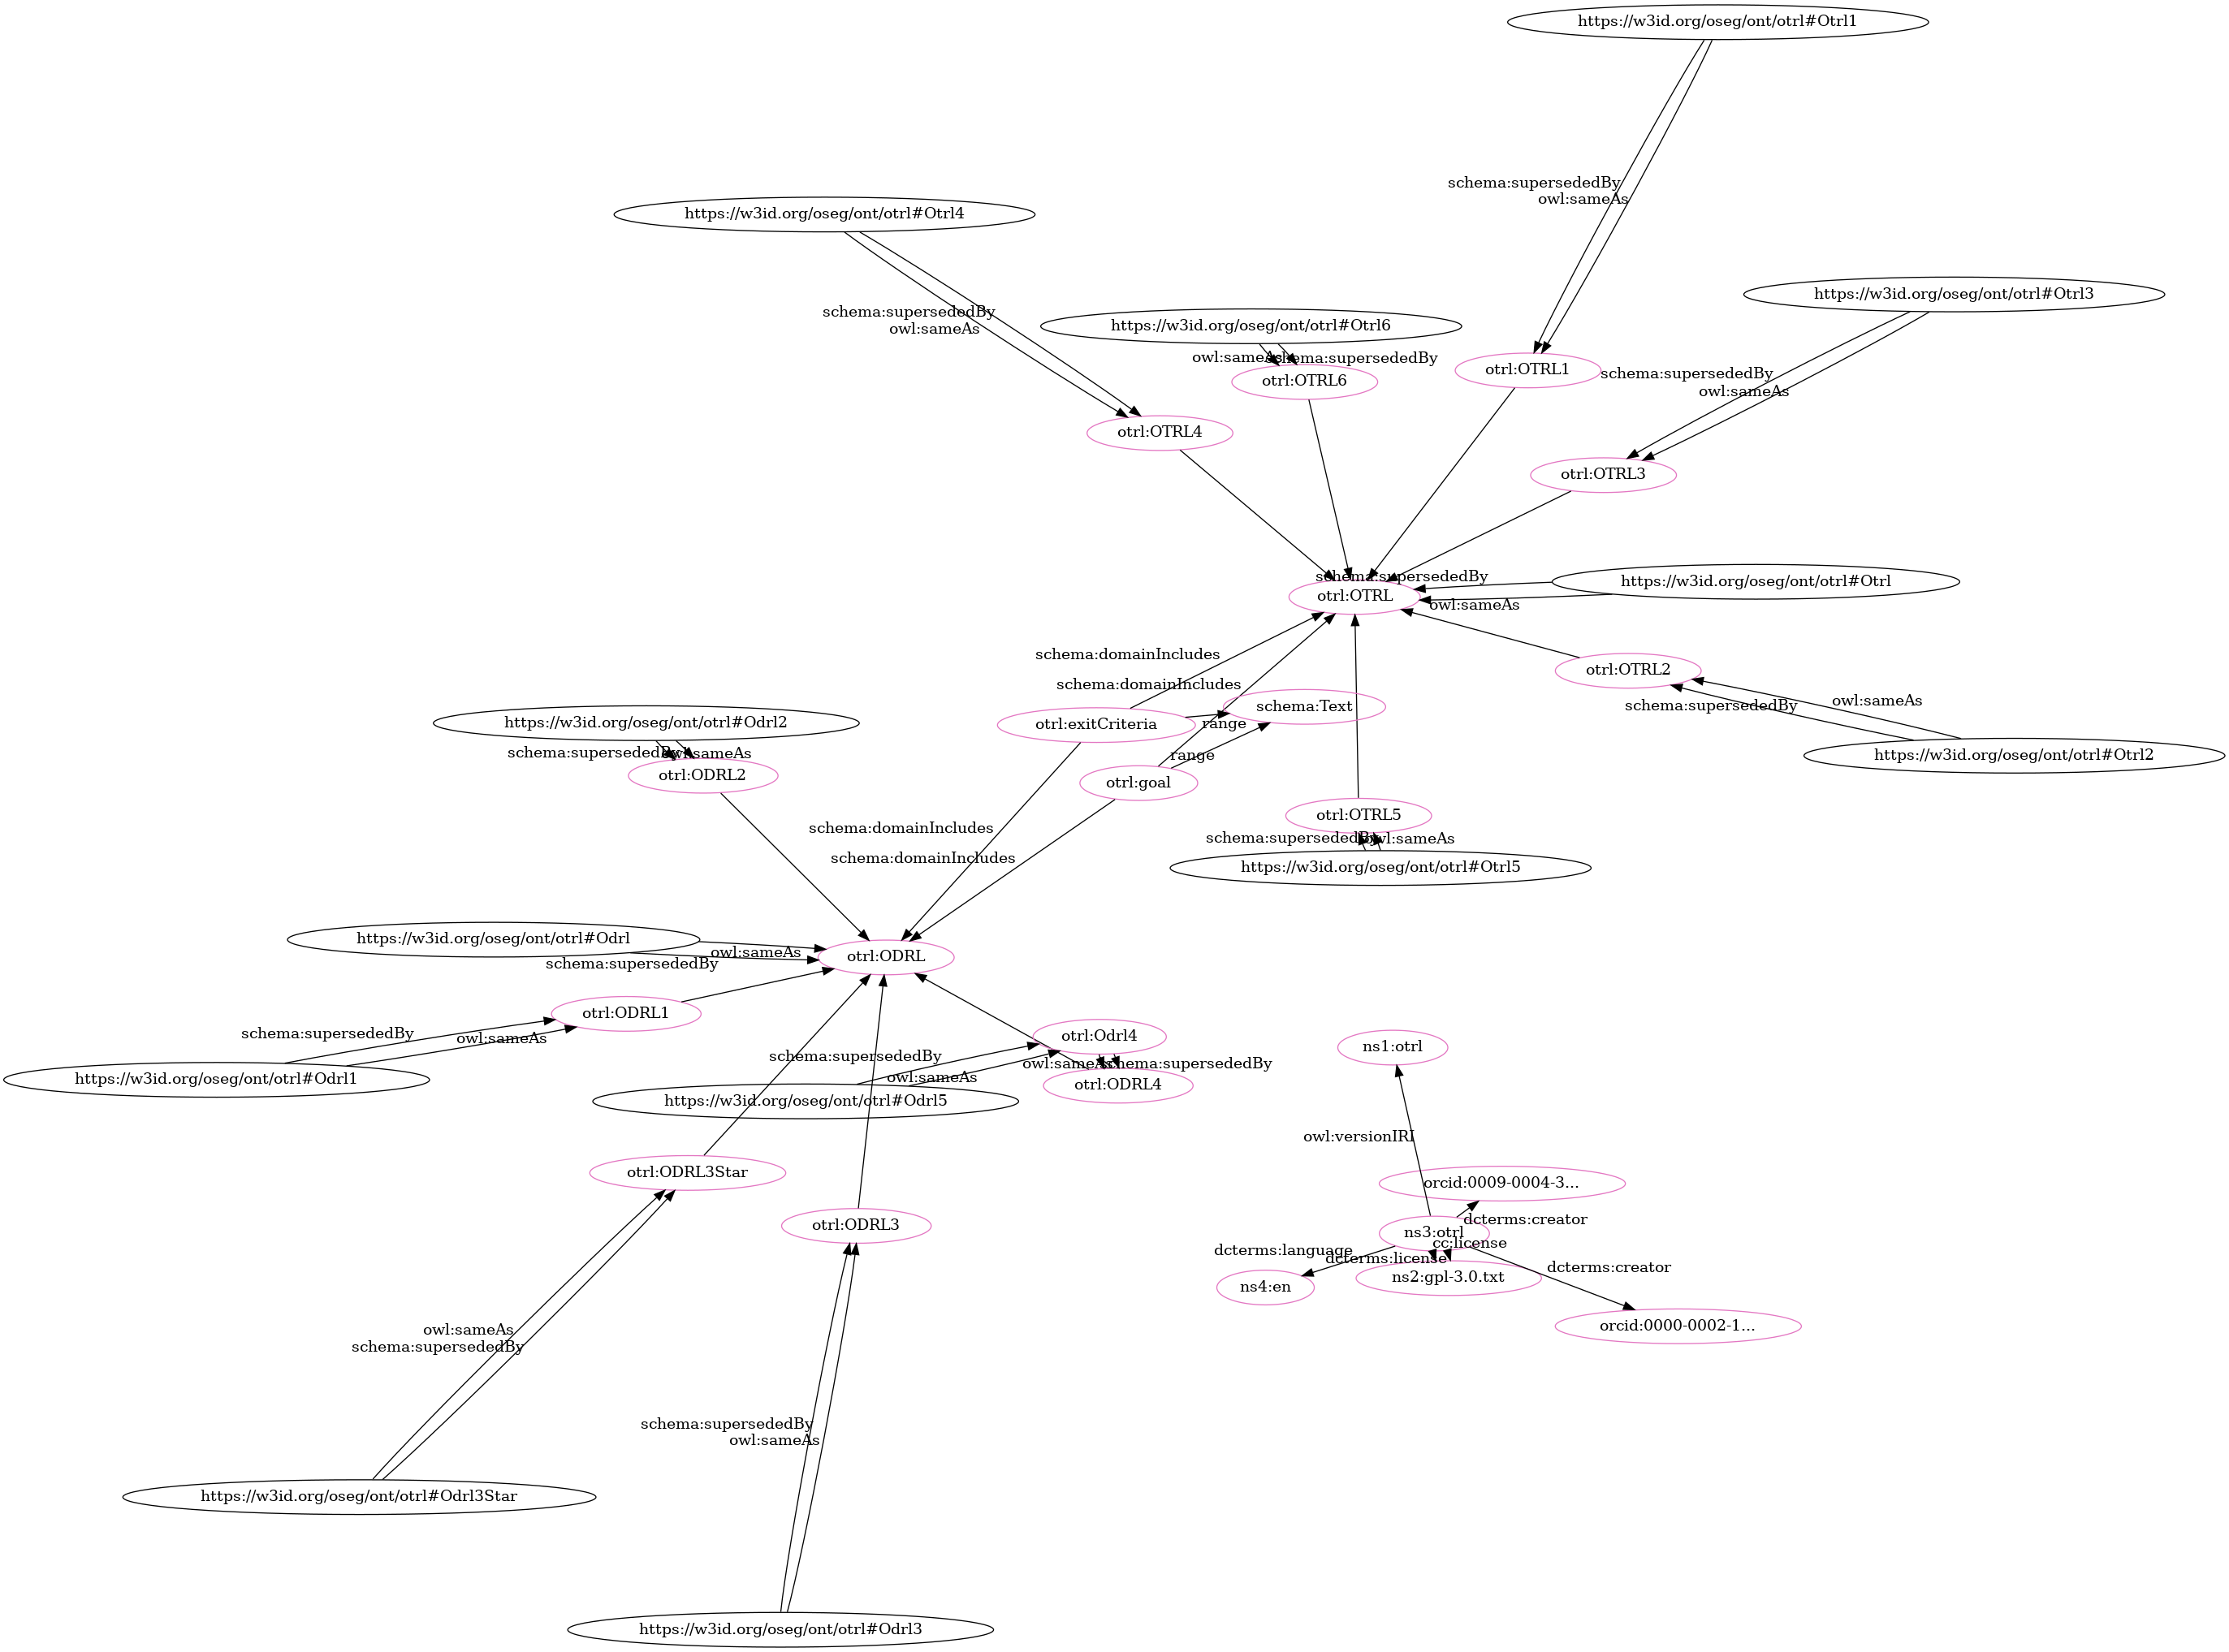 https://w3id.org/oseg/ont/otrl#Otrl1
schema:supersededBy
owl:sameAs
https://w3id.org/oseg/ont/otrl#Otrl4
https://w3id.org/oseg/ont/otrl#Otrl3
schema:supersededBy
owl:sameAs
https://w3id.org/oseg/ont/otrl#Otrl6
owl:sameAs
schema:supersededBy
otrl:OTRL1
otrl:OTRL6
schema:supersededBy
owl:sameAs
otrl:OTRL4
otrl:OTRL3
schema:supersededBy
https://w3id.org/oseg/ont/otrl#Otrl
otrl:OTRL
owl:sameAs
schema:domainIncludes
otrl:OTRL2
schema:domainIncludes
owl:sameAs
schema:supersededBy
schema:Text
https://w3id.org/oseg/ont/otrl#Odrl2
otrl:exitCriteria
range
schema:supersededBy
owl:sameAs
range
https://w3id.org/oseg/ont/otrl#Otrl2
otrl:ODRL2
otrl:goal
otrl:OTRL5
schema:domainIncludes
schema:supersededBy
owl:sameAs
schema:domainIncludes
https://w3id.org/oseg/ont/otrl#Otrl5
https://w3id.org/oseg/ont/otrl#Odrl
owl:sameAs
otrl:ODRL
schema:supersededBy
otrl:ODRL1
schema:supersededBy
owl:sameAs
otrl:Odrl4
ns1:otrl
schema:supersededBy
owl:sameAs
schema:supersededBy
https://w3id.org/oseg/ont/otrl#Odrl1
owl:sameAs
otrl:ODRL4
https://w3id.org/oseg/ont/otrl#Odrl5
owl:versionIRI
otrl:ODRL3Star
orcid:0009-0004-3...
dcterms:creator
otrl:ODRL3
ns3:otrl
cc:license
dcterms:language
dcterms:license
dcterms:creator
ns4:en
ns2:gpl-3.0.txt
orcid:0000-0002-1...
owl:sameAs
schema:supersededBy
schema:supersededBy
owl:sameAs
https://w3id.org/oseg/ont/otrl#Odrl3Star
https://w3id.org/oseg/ont/otrl#Odrl3